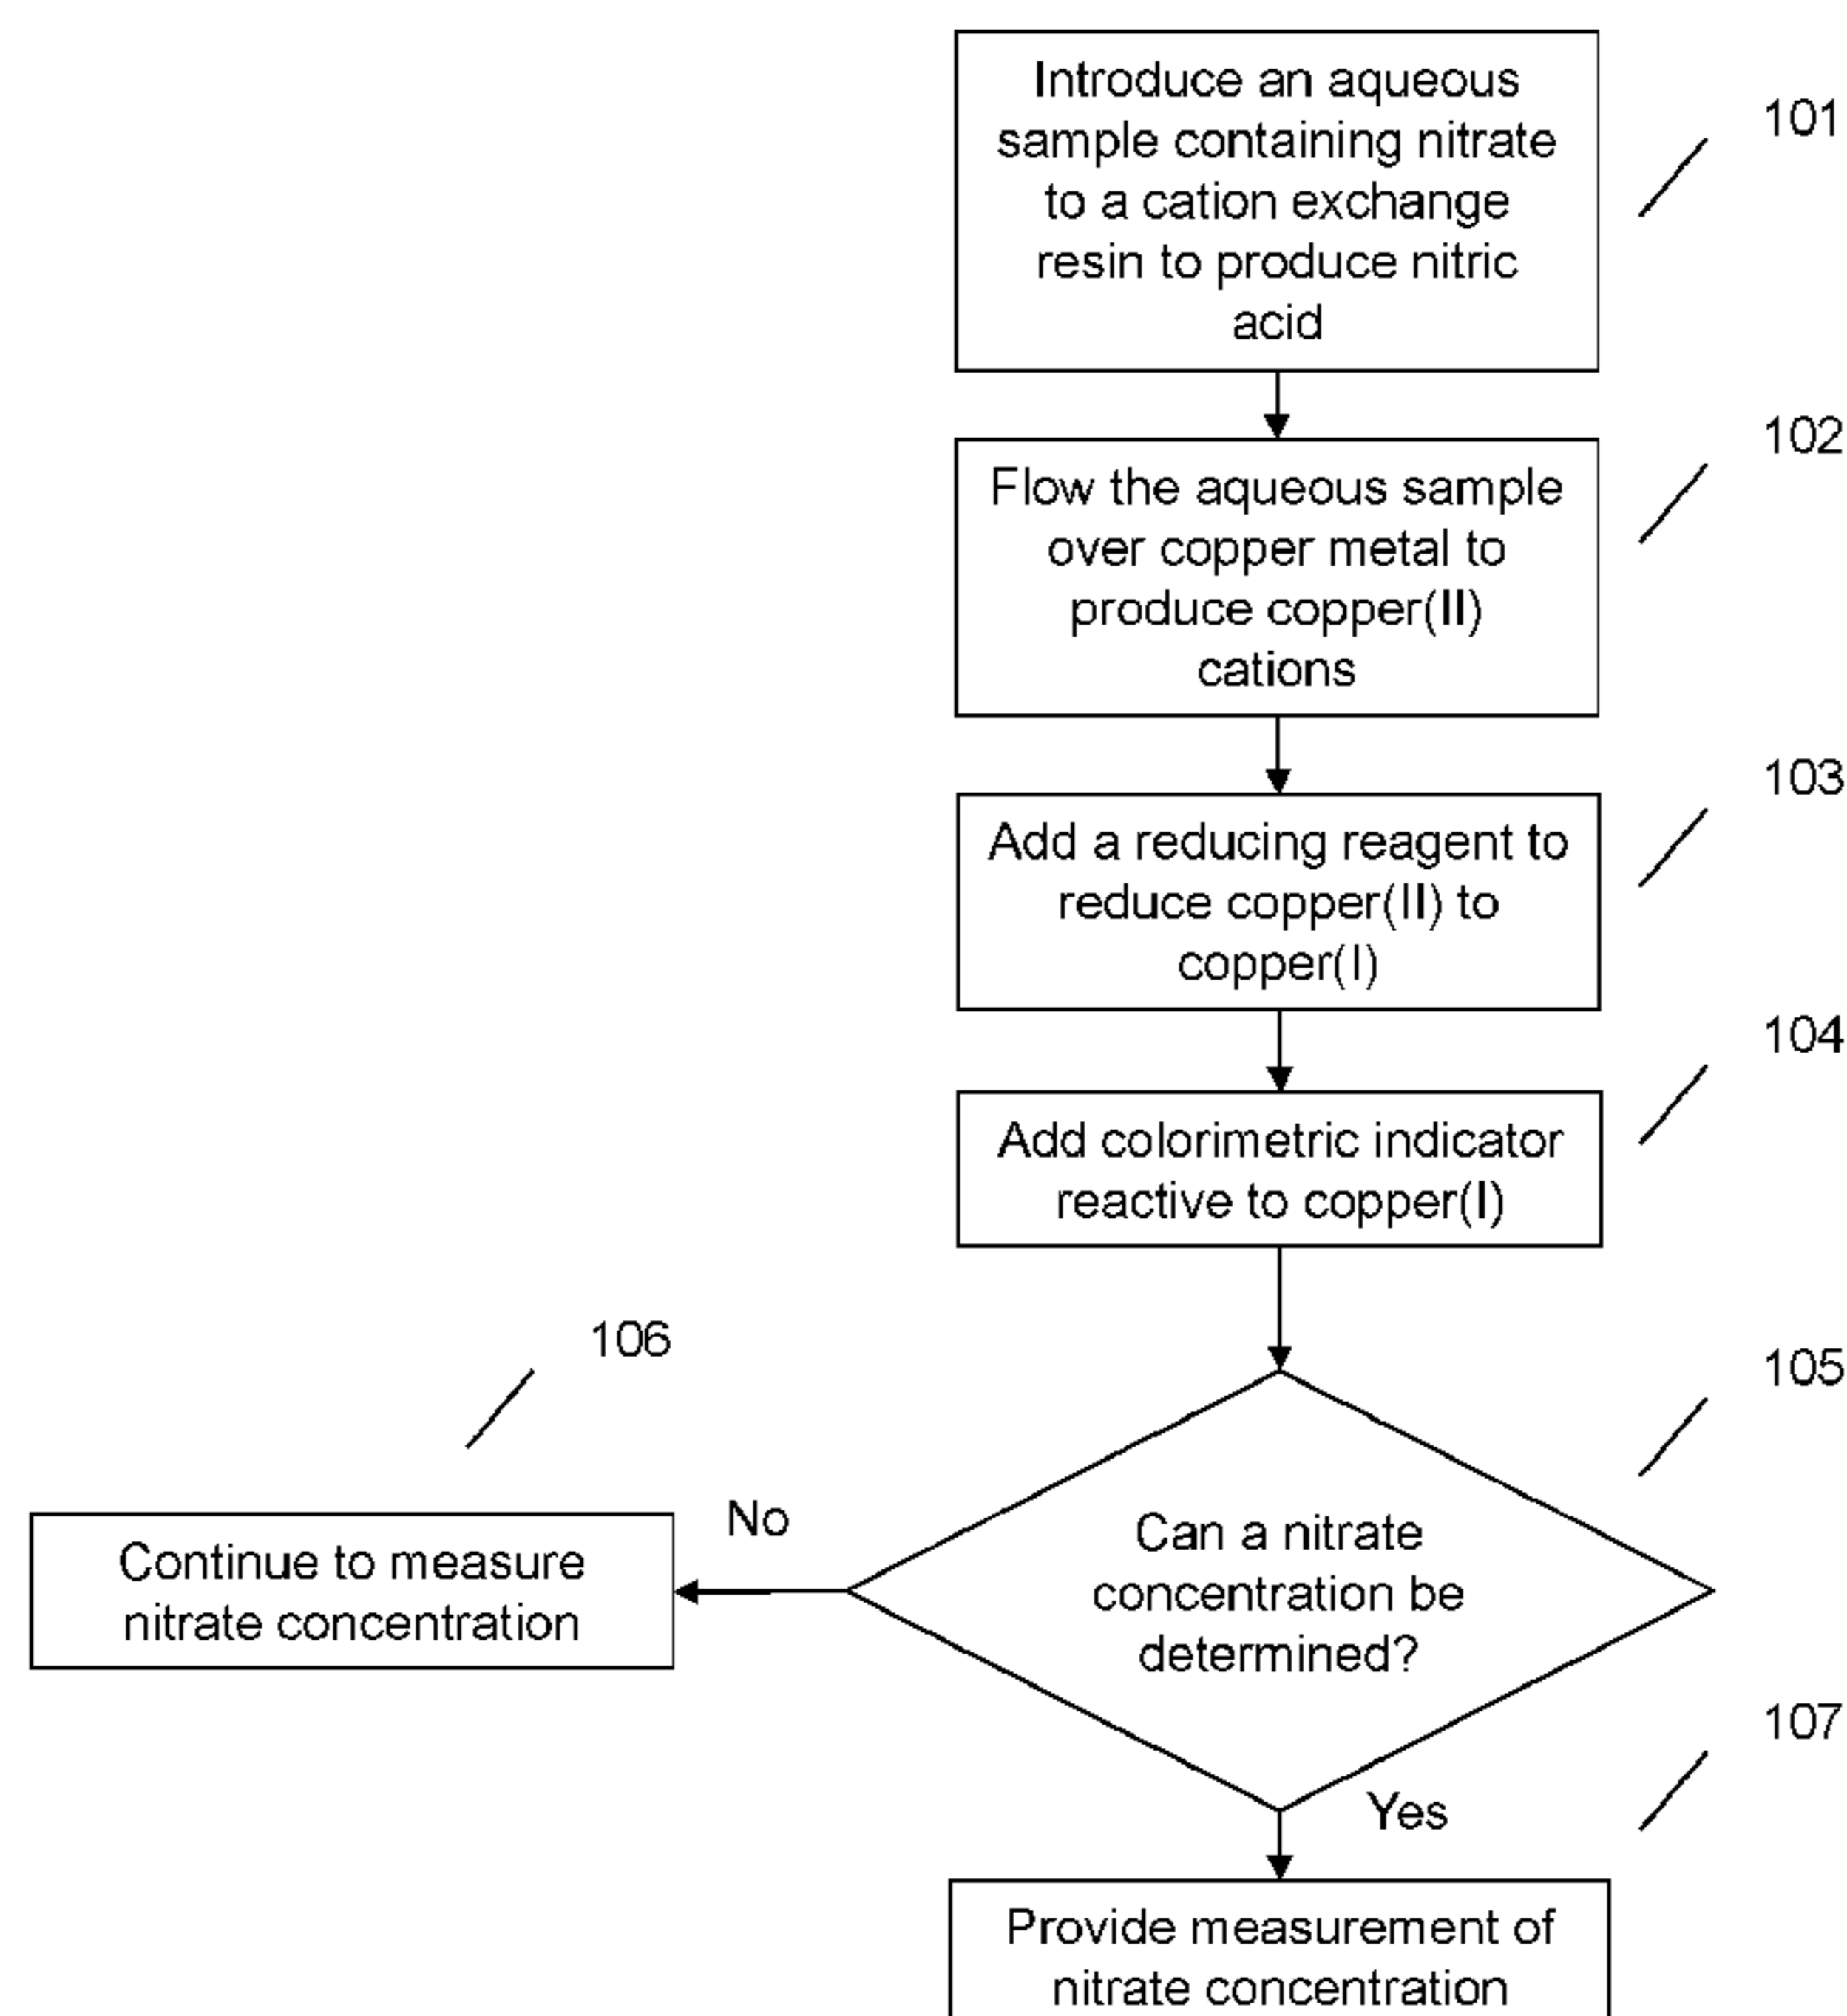 Introduce an aqueous
sample containing nitrate
to a cation exchange
resin to produce nitric
acid
101
Flow the aqueous sample
over copper metal to
produce copper(II)
cations
102
Add a reducing reagent to
reduce copper(II) to
copper(I)
103
Add colorimetric indicator
reactive to copper(I)
104
Can a nitrate
concentration be
determined?
105
No
Continue to measure
nitrate concentration
106
Yes
Provide measurement of
nitrate concentration
107